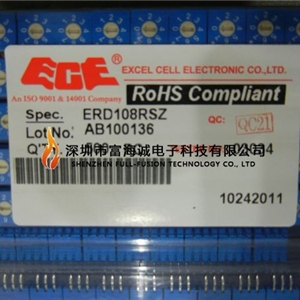 ECE EXCEL CELL ELECTRONIC CO.,LTD.
An ISO 9001 & 14001 Company
RoHS Compliant
Spec. ERD108RSZ
Lot No: AB100136
QC: QC21
Q'TY
深圳市富海诚电子科技有限公司
SHENZHEN FULL-FUSION TECHNOLOGY CO.,LTD
10242011